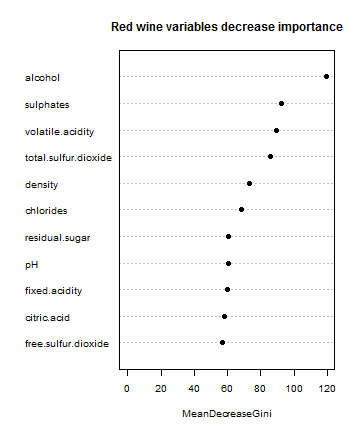 Red wine variables decrease importance
alcohol
sulphates
volatile.acidity
total.sulfur.dioxide
density
chlorides
residual.sugar
pH
fixed.acidity
citric.acid
free.sulfur.dioxide
0 20 40 60 80 100 120
MeanDecreaseGini